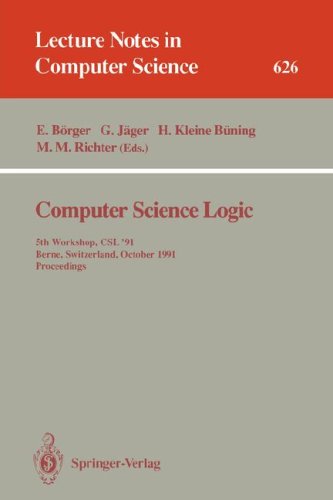 Lecture Notes in
Computer Science
626
E. Börger G. Jäger H. Kleine Büning
M. M. Richter (Eds.)
Computer Science Logic
5th Workshop, CSL '91
Berne, Switzerland, October 1991
Proceedings
Springer-Verlag